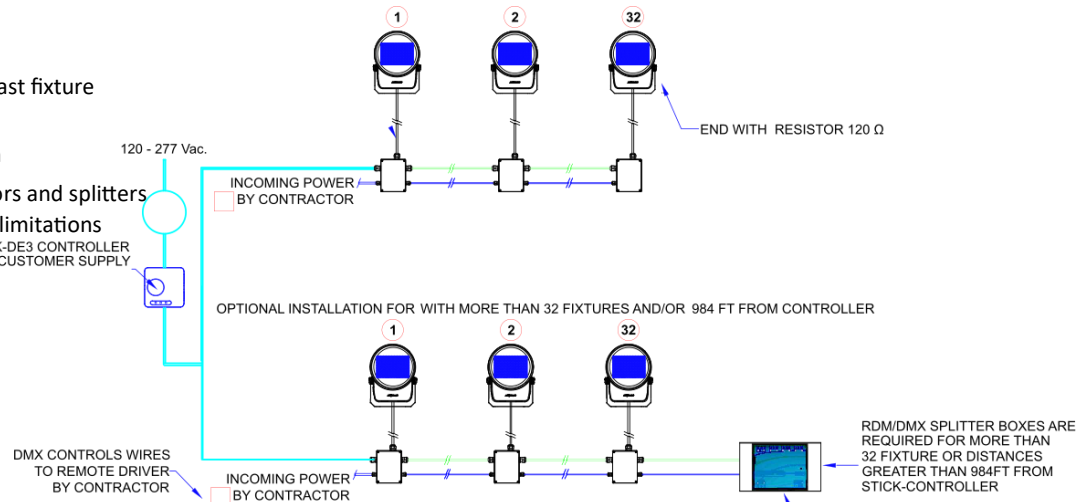 1
2
32
ast fixture
END WITH RESISTOR 120 Ω
120 - 277 Vac.
INCOMING POWER
BY CONTRACTOR
ors and splitters
limitations
K-DE3 CONTROLLER
CUSTOMER SUPPLY
OPTIONAL INSTALLATION FOR WITH MORE THAN 32 FIXTURES AND/OR 984 FT FROM CONTROLLER
1
2
32
DMX CONTROLS WIRES
TO REMOTE DRIVER
BY CONTRACTOR
INCOMING POWER
BY CONTRACTOR
RDM/DMX SPLITTER BOXES ARE
REQUIRED FOR MORE THAN
32 FIXTURE OR DISTANCES
GREATER THAN 984FT FROM
STICK-CONTROLLER